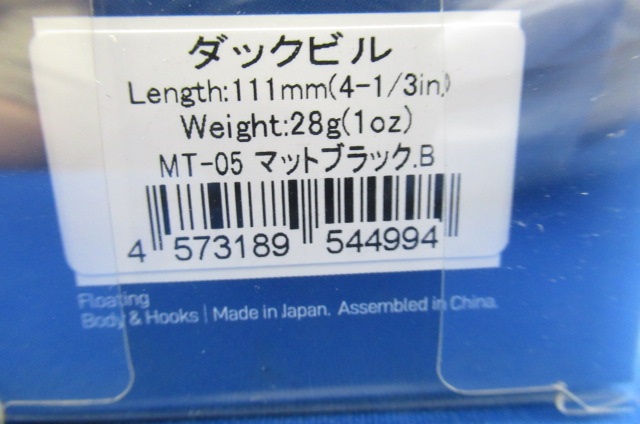 ダックビル
Length:111mm(4-1/3in.)
Weight:28g(1oz)
MT-05 マットブラック.B
4 573189 544994
Floating
Body & Hooks | Made in Japan. Assembled in China.